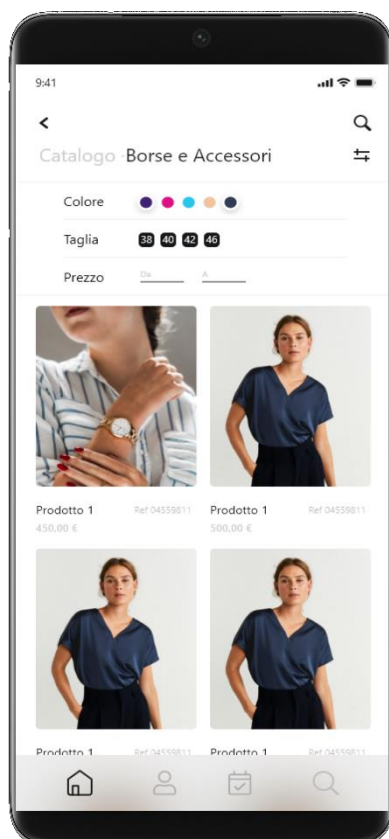 9:41
Catalogo · Borse e Accessori
Colore
Taglia 38 40 42 46
Prezzo Da A
Prodotto 1 Ref 04559811 Prodotto 1 Ref 04559811
450,00 € 500,00 €
Prodotto 1 Ref 04559811 Prodotto 1 Ref 04559811